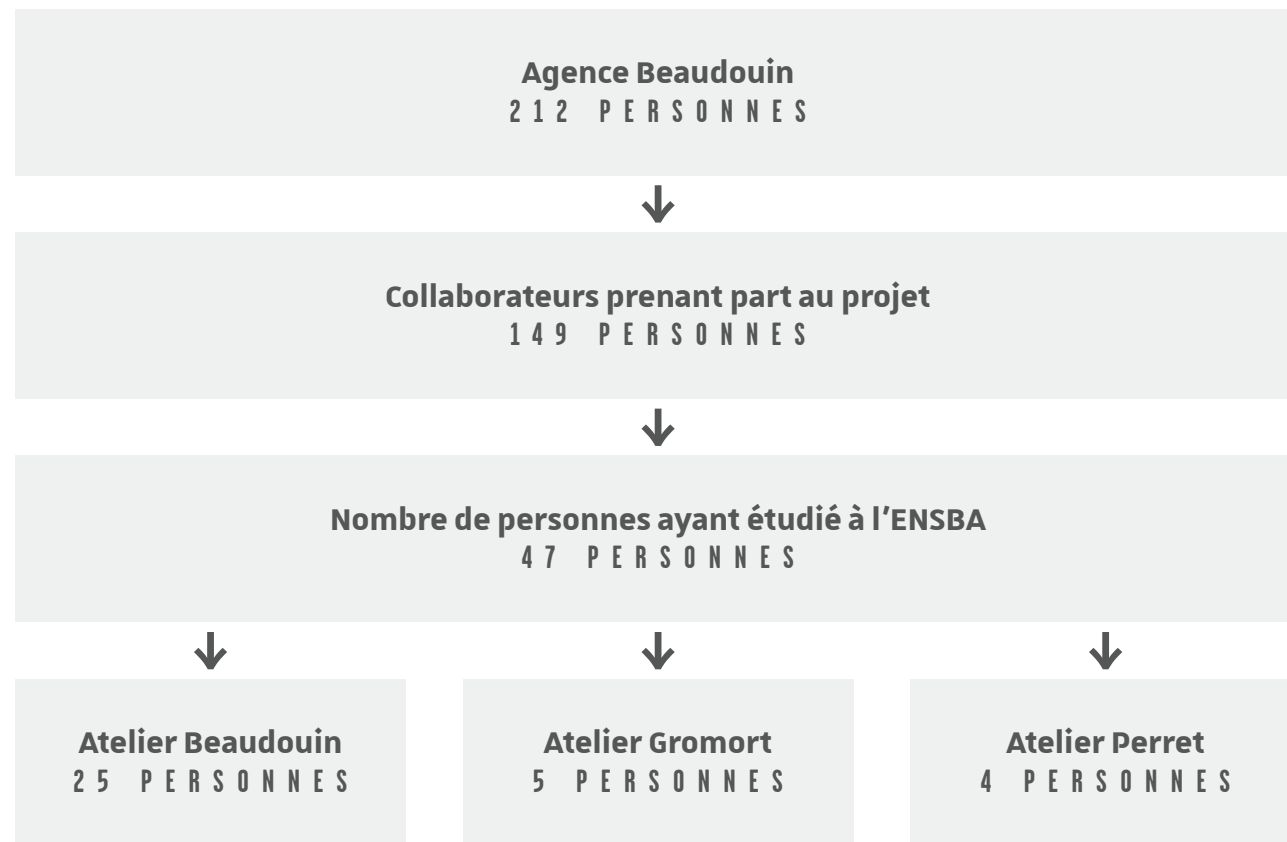 Agence Beaudouin
212 PERSONNES
Collaborateurs prenant part au projet
149 PERSONNES
Nombre de personnes ayant étudié à l’ENSBA
47 PERSONNES
Atelier Beaudouin
25 PERSONNES
Atelier Gromort
5 PERSONNES
Atelier Perret
4 PERSONNES